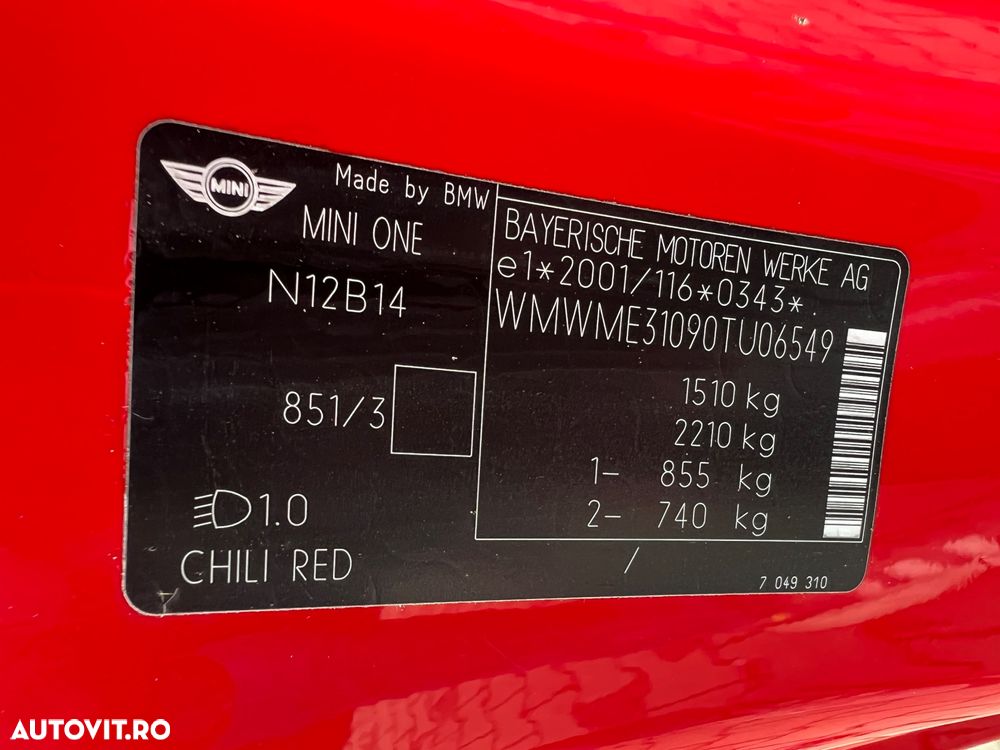 MINI
Made by BMW
MINI ONE
N12B14
851/3
1.0
CHILI RED
BAYERISCHE MOTOREN WERKE AG
e1*2001/116*0343*.
WMWME31090TU06549
1510 kg
2210 kg
1- 855 kg
2- 740 kg
/
7 049 310
AUTOVIT.RO